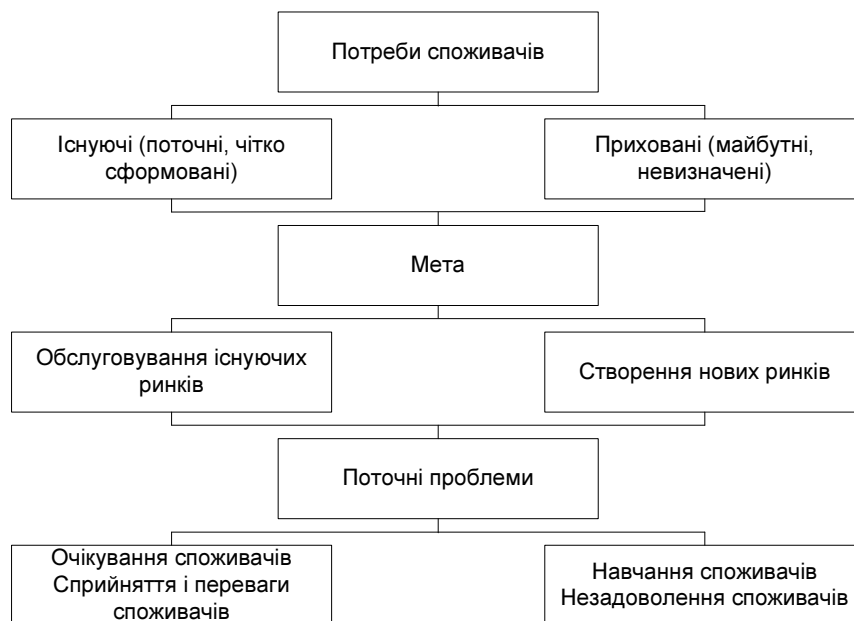 Потреби споживачів
Існуючі (поточні, чітко
сформовані)
Приховані (майбутні,
невизначені)
Мета
Обслуговування існуючих
ринків
Створення нових ринків
Поточні проблеми
Очікування споживачів
Сприйняття і переваги
споживачів
Навчання споживачів
Незадоволення споживачів